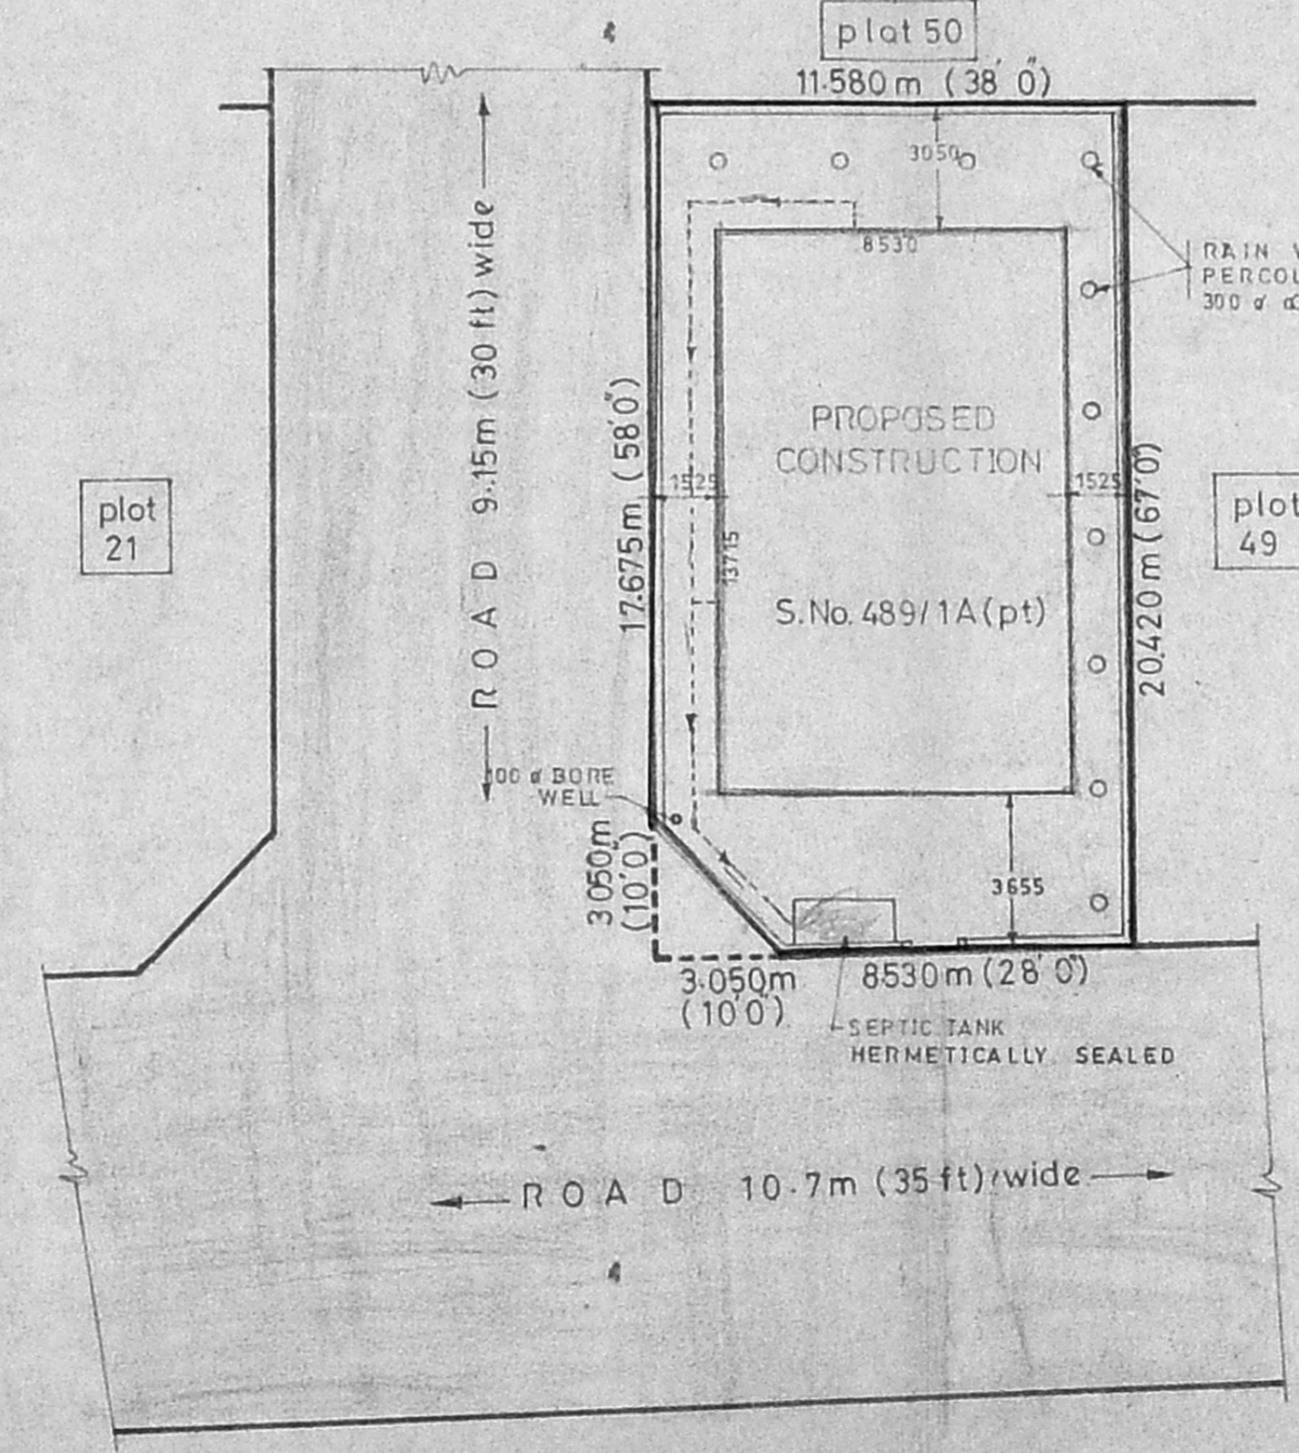 plot 50
11.580 m (38' 0")
3050
8530
ROAD 9.15m (30 ft) wide
RAIN
300 ø
17.675m (58'0")
PROPOSED
CONSTRUCTION
1525
1525
plot
21
plot
49
13715
S.No. 489/1A(pt)
20.420m (67'0")
BORE
WELL
3.050m
(10'0")
3655
3.050m
(10'0")
8530m (28' 0")
SEPTIC TANK
HERMETICALLY SEALED
ROAD 10.7m (35 ft) wide